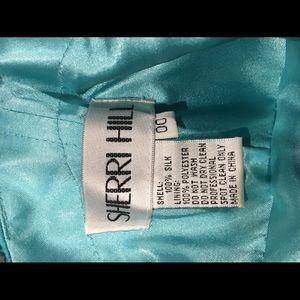 SHERRI HILL
00
SHELL:
100% SILK
LINING:
100% POLYESTER
DO NOT WASH
DO NOT DRY CLEAN
PROFESSIONAL
SPOT CLEAN ONLY
MADE IN CHINA